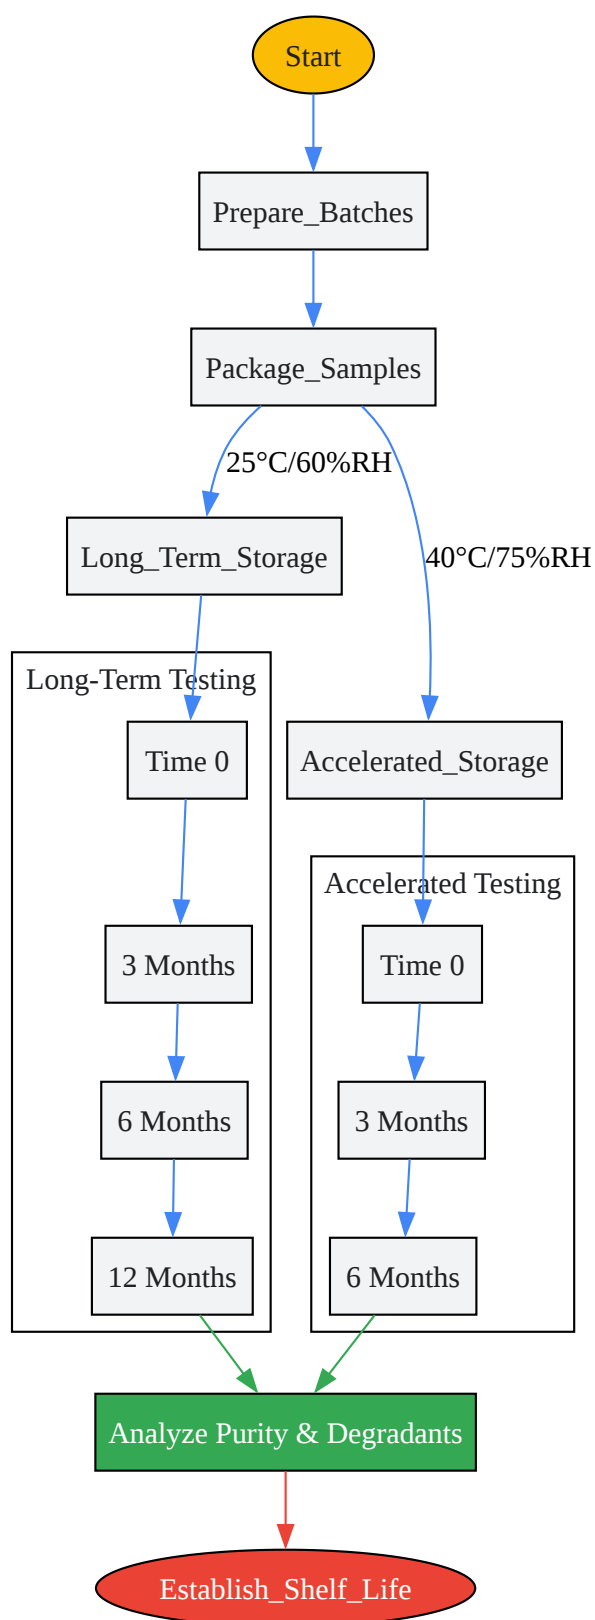 Start
Prepare_Batches
Package_Samples
25°C/60%RH
Long_Term_Storage
40°C/75%RH
Long-Term Testing
Time 0
Accelerated_Storage
Accelerated Testing
3 Months
Time 0
6 Months
3 Months
12 Months
6 Months
Analyze Purity & Degradants
Establish_Shelf_Life